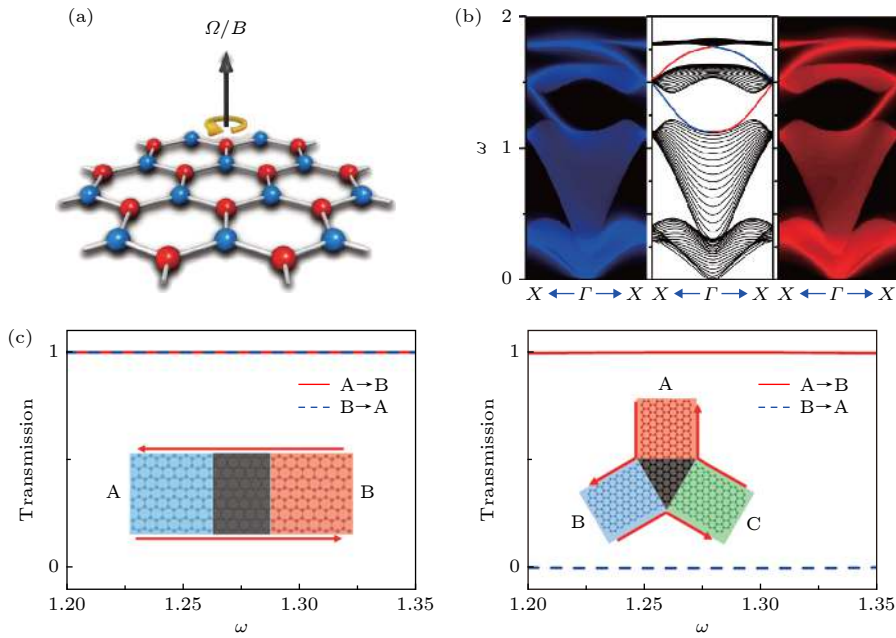 (a)
Ω/B
(b)
2
ω
1
0
X ← Γ → X
X ← Γ → X
X ← Γ → X
(c)
1
Transmission
A→B
B→A
A
B
0
1.20
1.25
1.30
1.35
ω
1
Transmission
A
A→B
B→A
B
C
0
1.20
1.25
1.30
1.35
ω